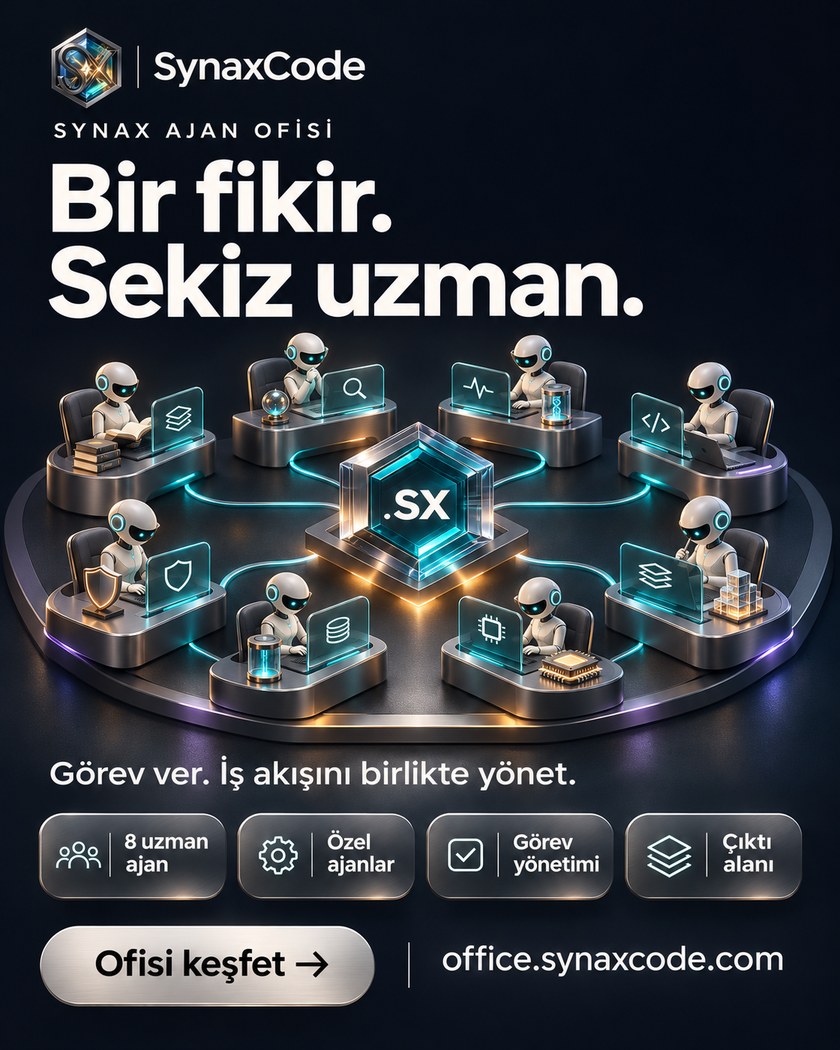 SX
SynaxCode
SYNAX AJAN OFİSİ
Bir fikir.
Sekiz uzman.
</>
.SX
Görev ver. İş akışını birlikte yönet.
8 uzman
ajan
Özel
ajanlar
Görev
yönetimi
Çıktı
alanı
Ofisi keşfet →
office.synaxcode.com